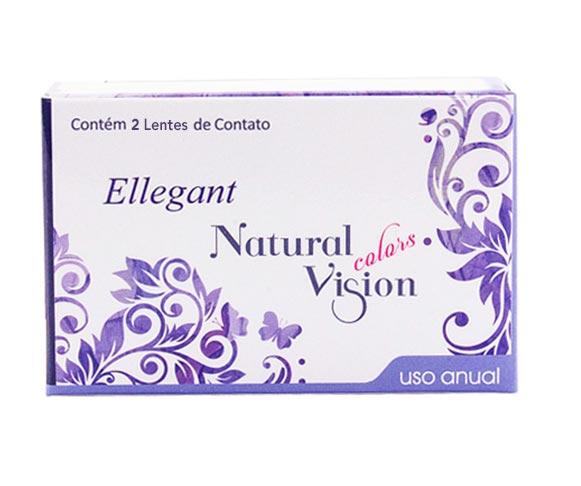 Contém 2 Lentes de Contato
Ellegant
Natural
colors
Vision
uso anual